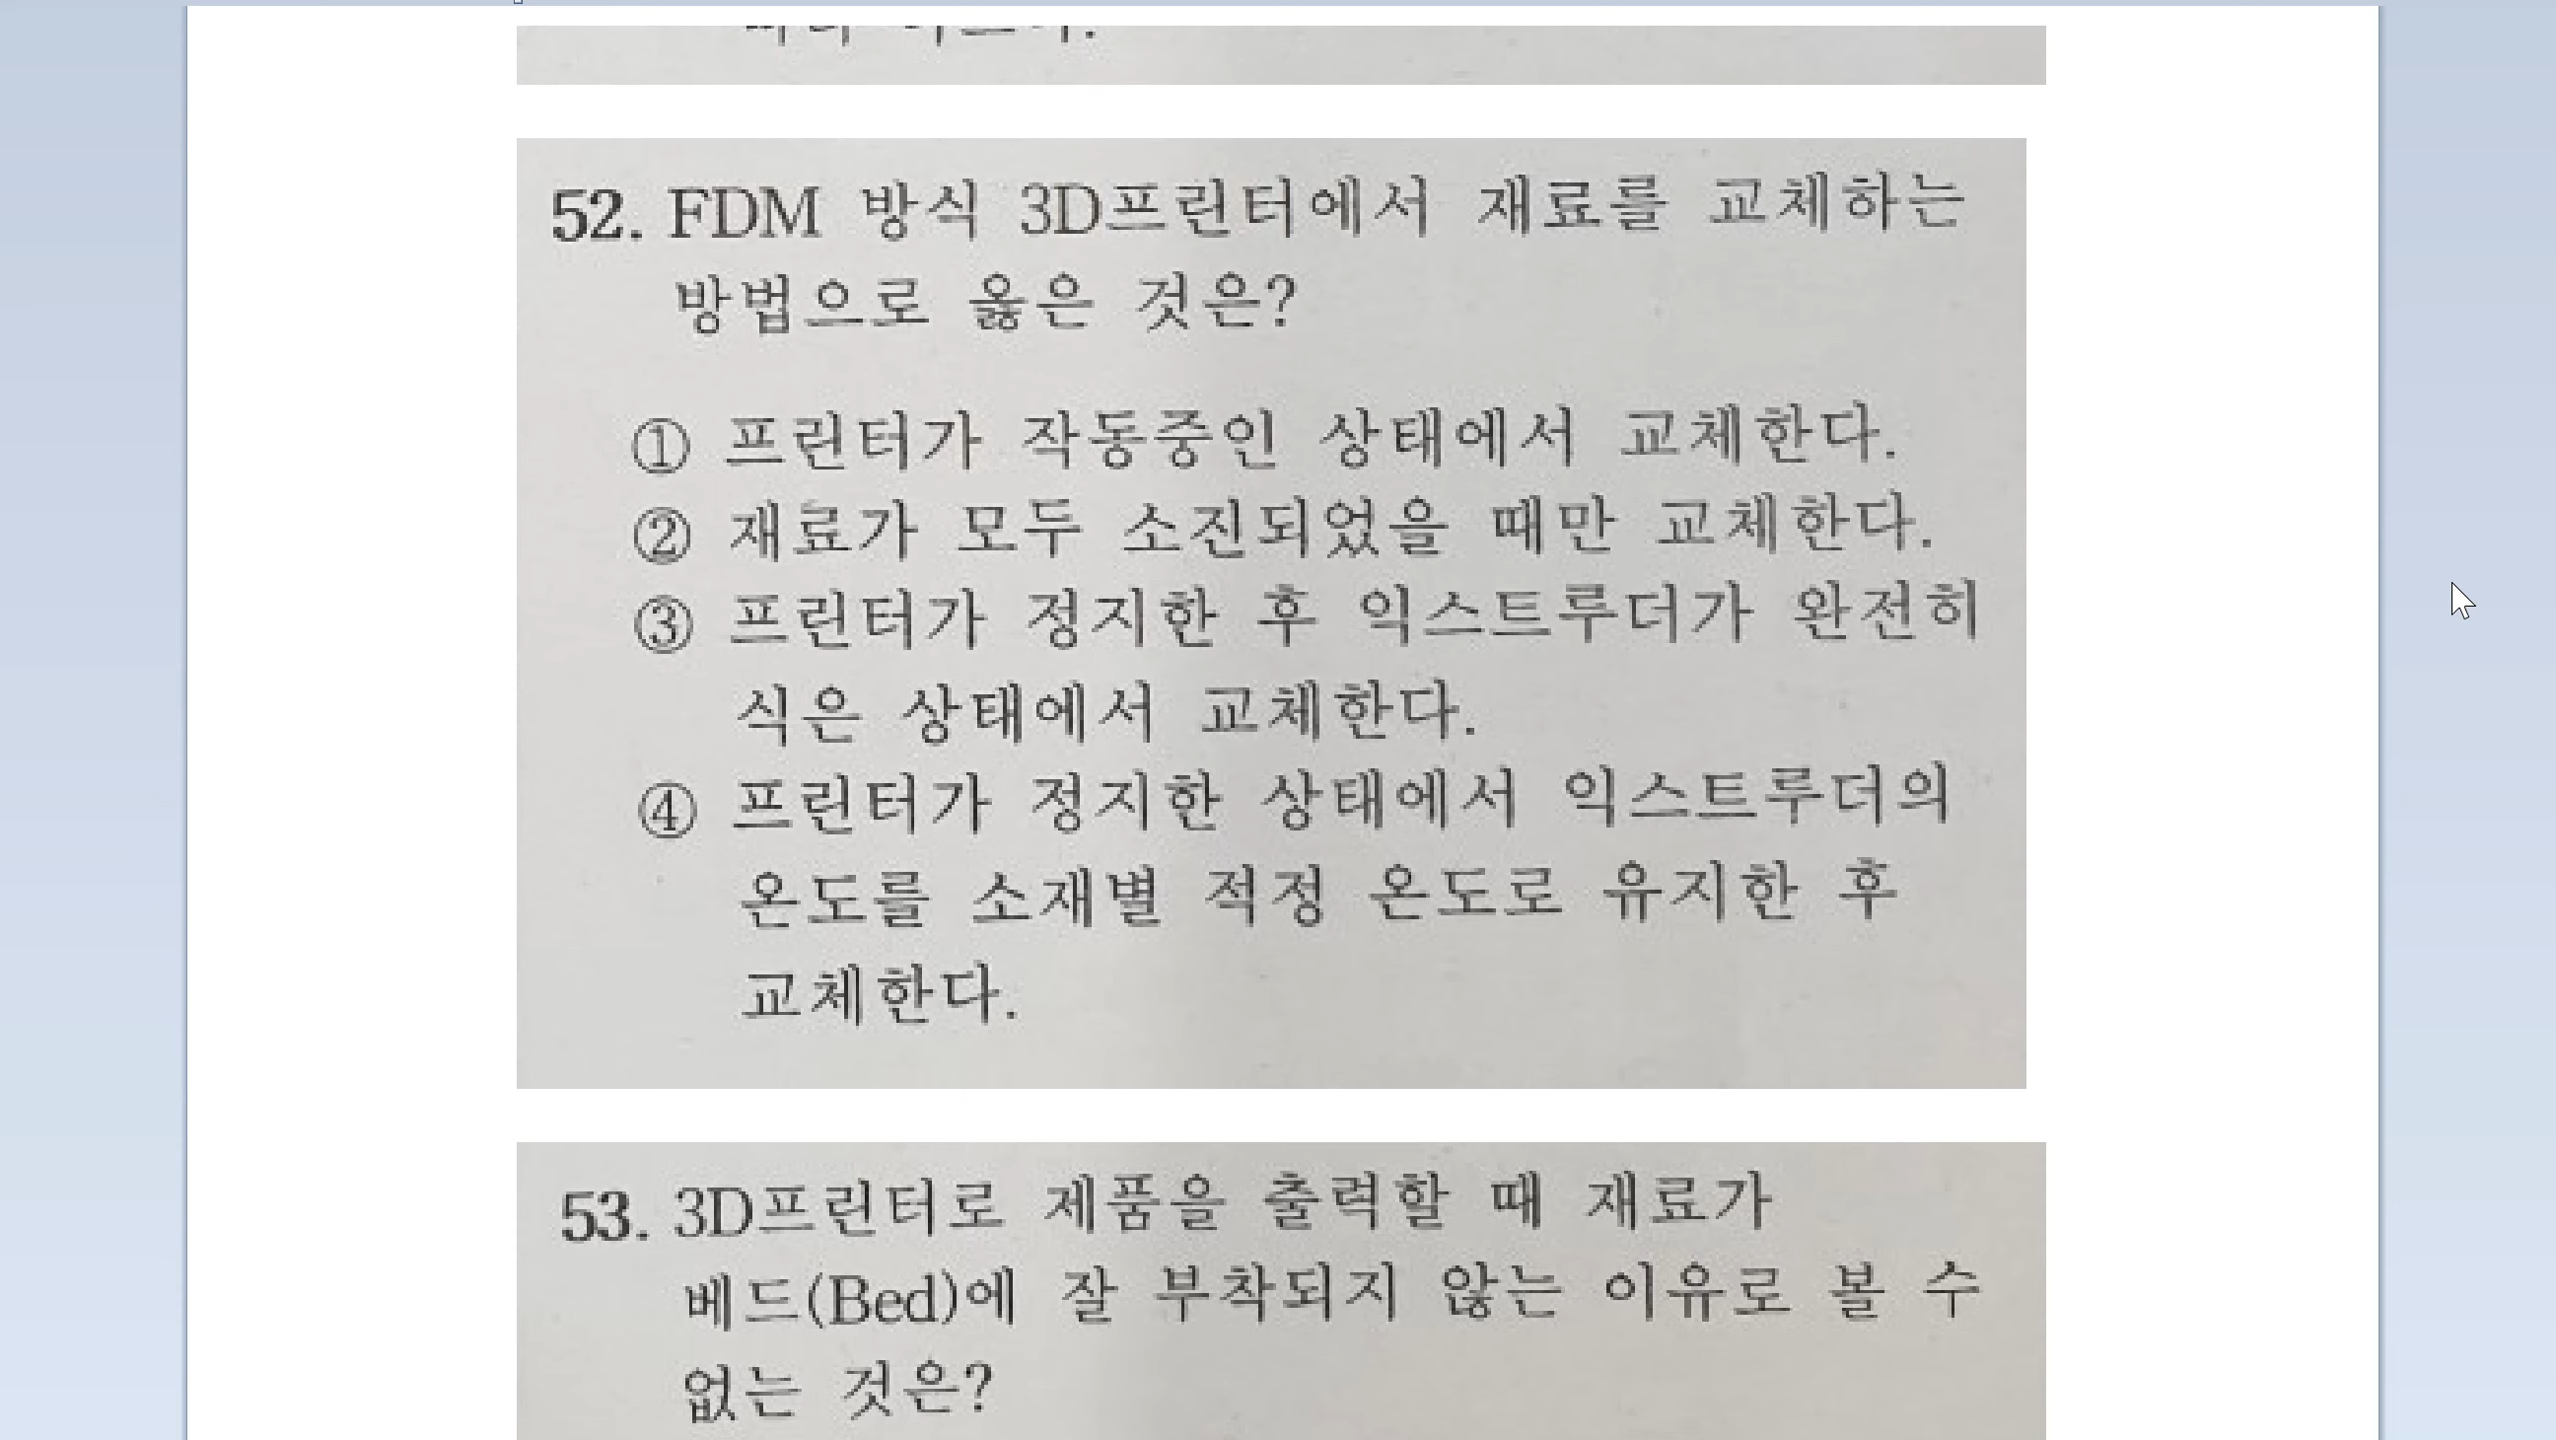 52. FDM 방식 3D프린터에서 재료를 교체하는
방법으로 옳은 것은?
① 프린터가 작동중인 상태에서 교체한다.
② 재료가 모두 소진되었을 때만 교체한다.
③ 프린터가 정지한 후 익스트루더가 완전히
식은 상태에서 교체한다.
④ 프린터가 정지한 상태에서 익스트루더의
온도를 소재별 적정 온도로 유지한 후
교체한다.
53. 3D프린터로 제품을 출력할 때 재료가
베드(Bed)에 잘 부착되지 않는 이유로 볼 수
없는 것은?